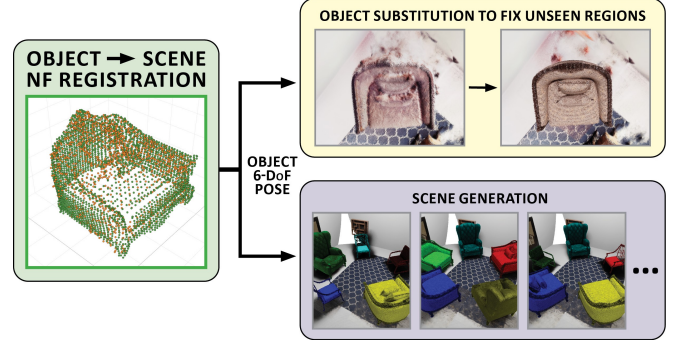 OBJECT → SCENE
NF REGISTRATION
OBJECT
6-DoF
POSE
OBJECT SUBSTITUTION TO FIX UNSEEN REGIONS
SCENE GENERATION
...